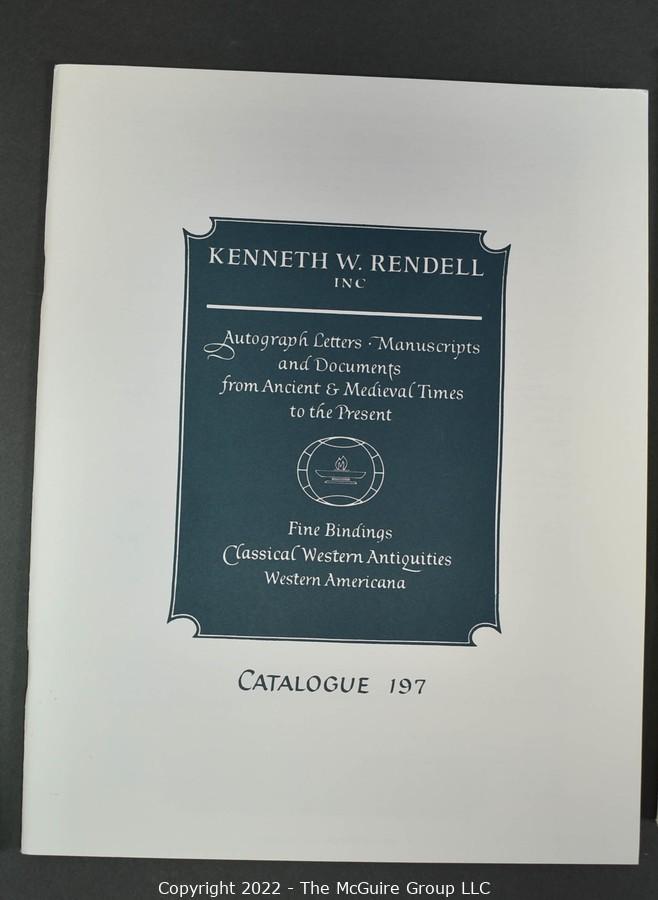 KENNETH W. RENDELL
INC
Autograph Letters · Manuscripts
and Documents
from Ancient & Medieval Times
to the Present
Fine Bindings
Classical Western Antiquities
Western Americana
CATALOGUE 197
Copyright 2022 - The McGuire Group LLC